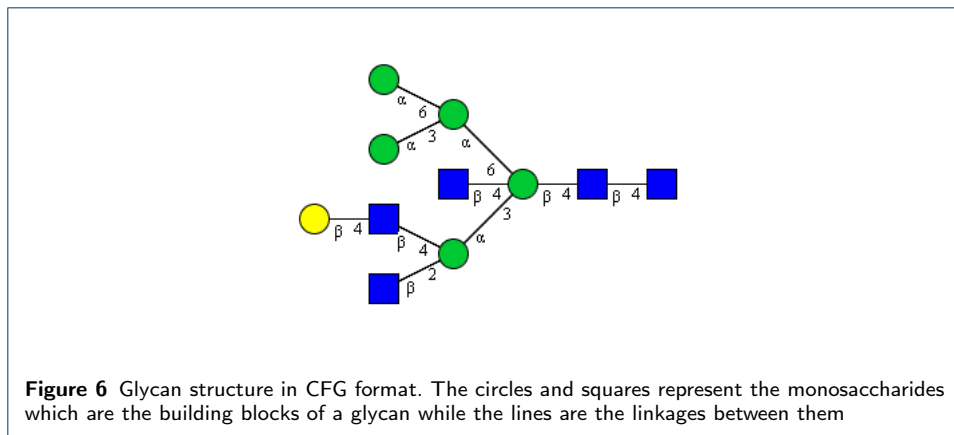 α 6
α 3 α
6
β 4 β 4 β 4
3
β 4 β 4 α
β 2
Figure 6 Glycan structure in CFG format. The circles and squares represent the monosaccharides
which are the building blocks of a glycan while the lines are the linkages between them